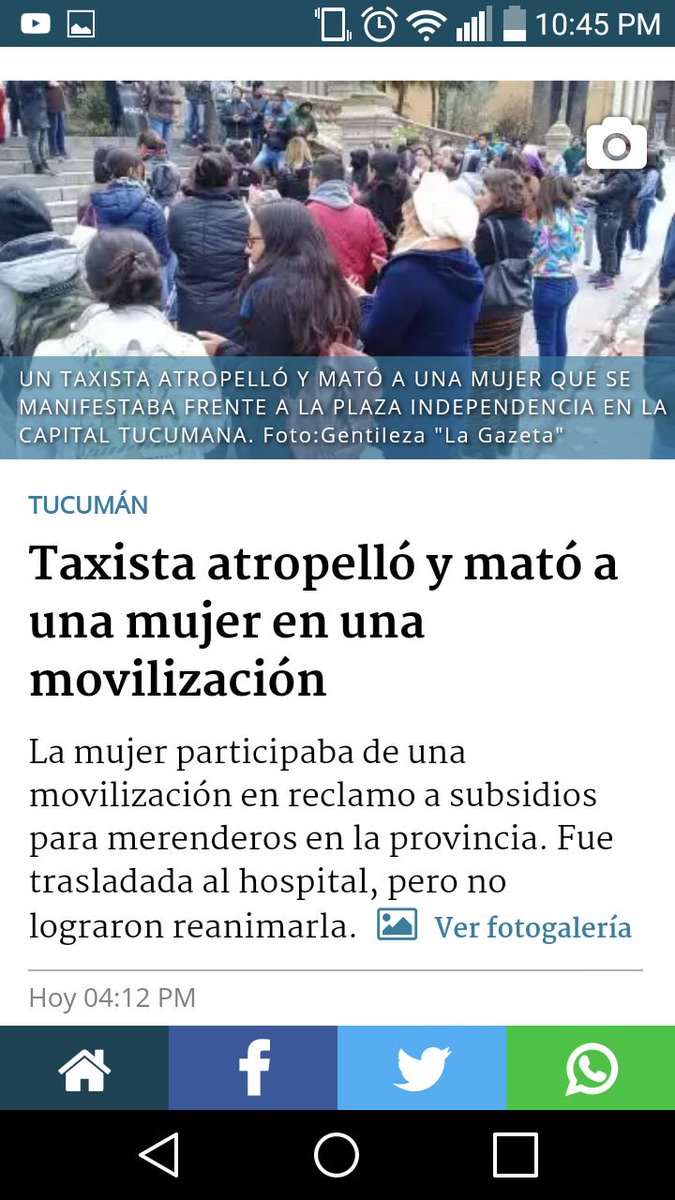 10:45 PM
UN TAXISTA ATROPELLÓ Y MATÓ A UNA MUJER QUE SE
MANIFESTABA FRENTE A LA PLAZA INDEPENDENCIA EN LA
CAPITAL TUCUMANA. Foto:Gentileza "La Gazeta"
TUCUMÁN
Taxista atropelló y mató a
una mujer en una
movilización
La mujer participaba de una
movilización en reclamo a subsidios
para merenderos en la provincia. Fue
trasladada al hospital, pero no
lograron reanimarla. Ver fotogalería
Hoy 04:12 PM